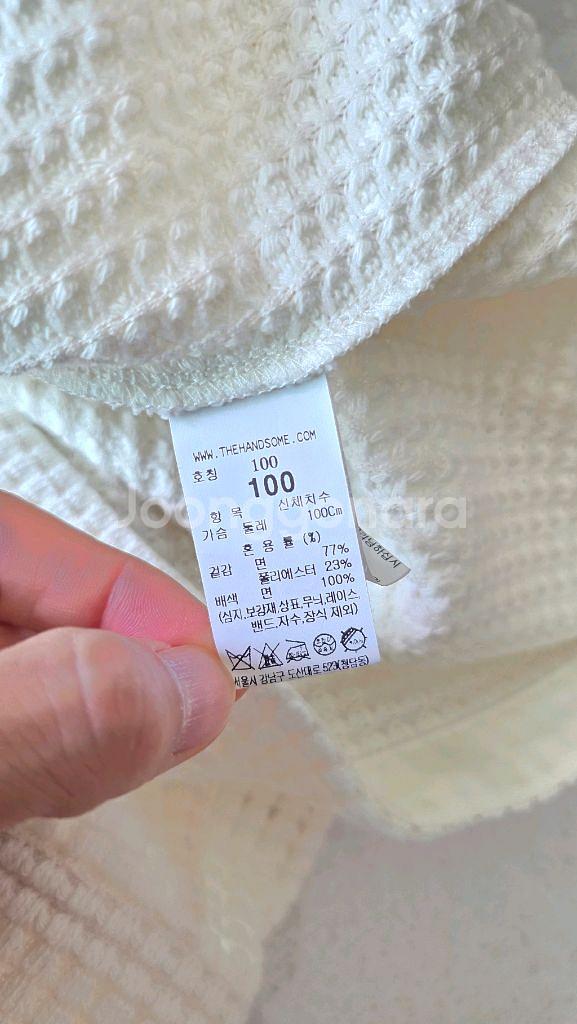 WWW.THEHANDSOME.COM
호칭 100
100
항 목 신체치수
가슴 둘레 100Cm
혼 용 률 (%)
겉감 면 77%
폴리에스터 23%
배색 면 100%
(심지,보강재,상표,무늬,레이스,
밴드,자수,장식 제외)
서울시 강남구 도산대로 523(청담동)
Joonggonara